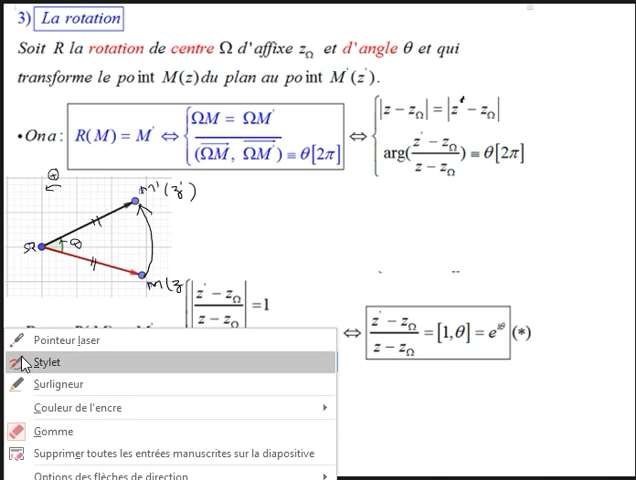 3) La rotation
Soit R la rotation de centre Ω d'affixe z_Ω et d'angle θ et qui
transforme le point M(z) du plan au point M'(z').
•On a : R(M) = M' ⇔ { ΩM = ΩM' ; (ΩM, ΩM') ≡ θ[2π] ⇔ { |z − z_Ω| = |z' − z_Ω| ; arg((z' − z_Ω)/(z − z_Ω)) ≡ θ[2π]
⊕
M'(z')
Ω θ
M(z
{ |(z' − z_Ω)/(z − z_Ω)| = 1
⇔ (z' − z_Ω)/(z − z_Ω) = [1,θ] = e^{iθ} (*)
Pointeur laser
Stylet
Surligneur
Couleur de l'encre
Gomme
Supprimer toutes les entrées manuscrites sur la diapositive
Options des flèches de direction